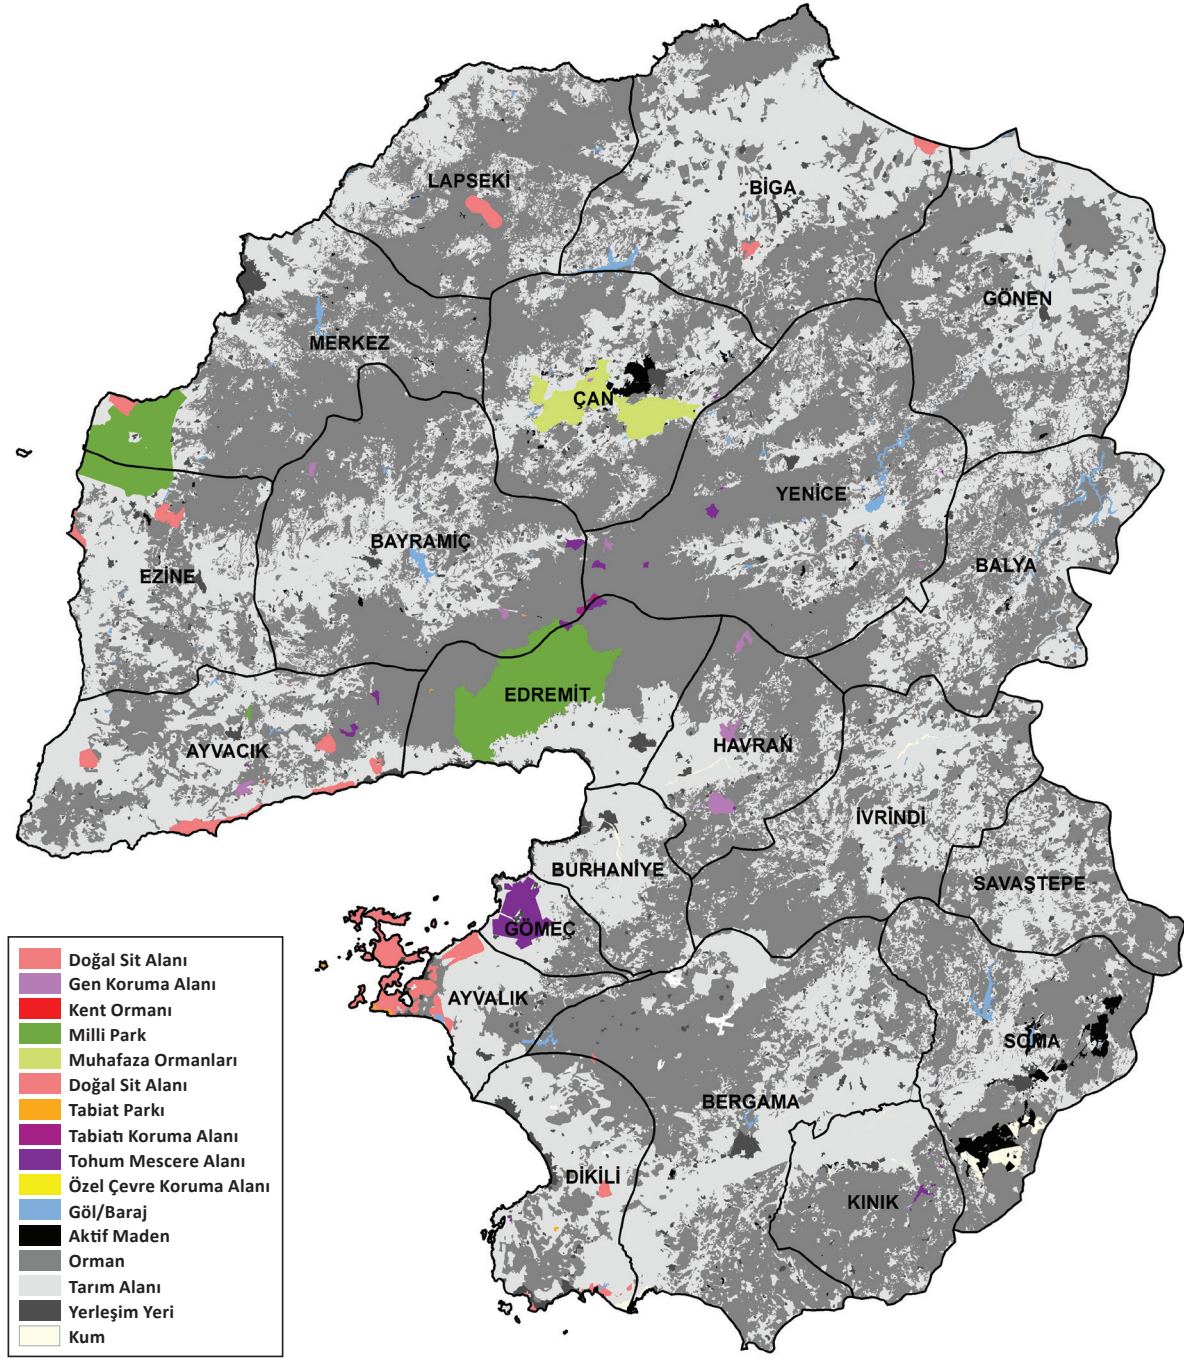 LAPSEKİ
BİGA
GÖNEN
MERKEZ
ÇAN
YENİCE
BAYRAMİÇ
BALYA
EZİNE
EDREMİT
HAVRAN
AYVACIK
İVRİNDİ
BURHANİYE
SAVAŞTEPE
GÖMEÇ
AYVALIK
SOMA
BERGAMA
DİKİLİ
KINIK
Doğal Sit Alanı
Gen Koruma Alanı
Kent Ormanı
Milli Park
Muhafaza Ormanları
Doğal Sit Alanı
Tabiat Parkı
Tabiatı Koruma Alanı
Tohum Mescere Alanı
Özel Çevre Koruma Alanı
Göl/Baraj
Aktif Maden
Orman
Tarım Alanı
Yerleşim Yeri
Kum